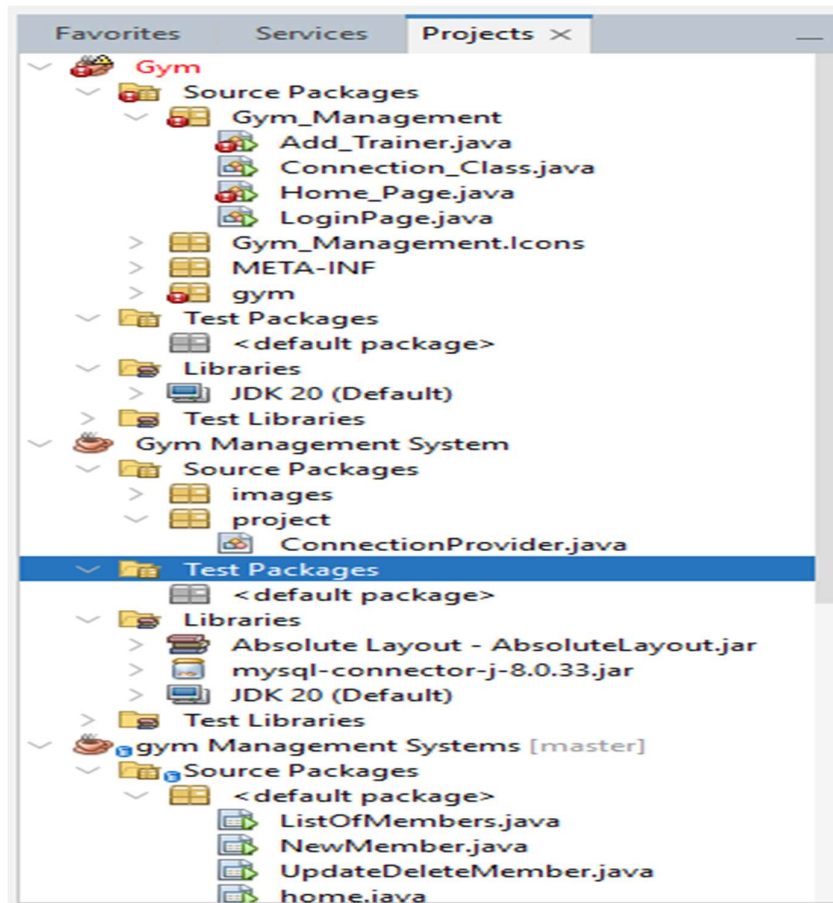 Favorites Services Projects ×
Gym
Source Packages
Gym_Management
Add_Trainer.java
Connection_Class.java
Home_Page.java
LoginPage.java
Gym_Management.Icons
META-INF
gym
Test Packages
<default package>
Libraries
JDK 20 (Default)
Test Libraries
Gym Management System
Source Packages
images
project
ConnectionProvider.java
Test Packages
<default package>
Libraries
Absolute Layout - AbsoluteLayout.jar
mysql-connector-j-8.0.33.jar
JDK 20 (Default)
Test Libraries
gym Management Systems [master]
Source Packages
<default package>
ListOfMembers.java
NewMember.java
UpdateDeleteMember.java
home.java